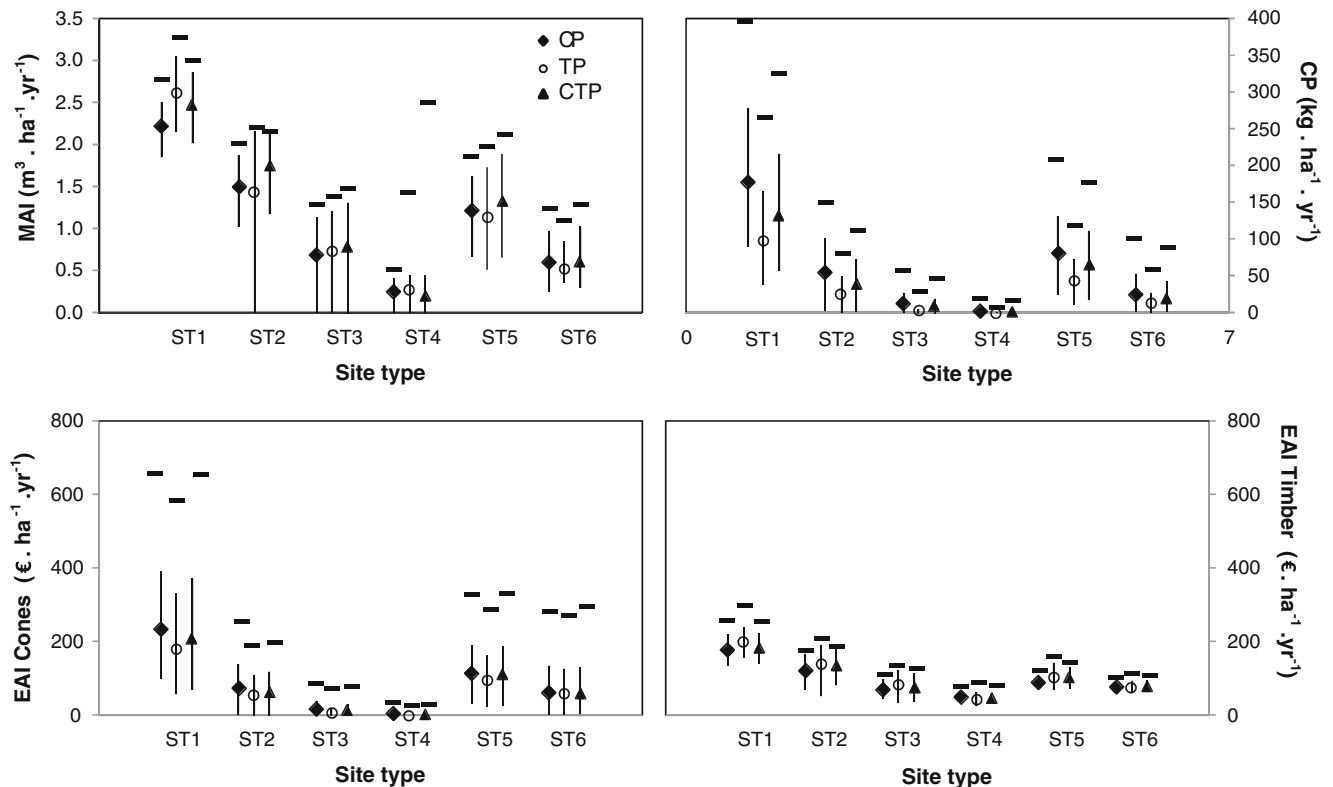 3.5
3.0
2.5
2.0
1.5
1.0
0.5
0.0
MAI (m³ . ha⁻¹ .yr⁻¹)
CP
TP
CTP
ST1 ST2 ST3 ST4 ST5 ST6
Site type
400
350
300
250
200
150
100
50
0
CP (kg . ha⁻¹ . yr⁻¹)
0 ST1 ST2 ST3 ST4 ST5 ST6 7
Site type
800
600
400
200
0
EAI Cones (€ . ha⁻¹ .yr⁻¹)
ST1 ST2 ST3 ST4 ST5 ST6
Site type
800
600
400
200
0
EAI Timber (€. ha⁻¹ .yr⁻¹)
ST1 ST2 ST3 ST4 ST5 ST6
Site type